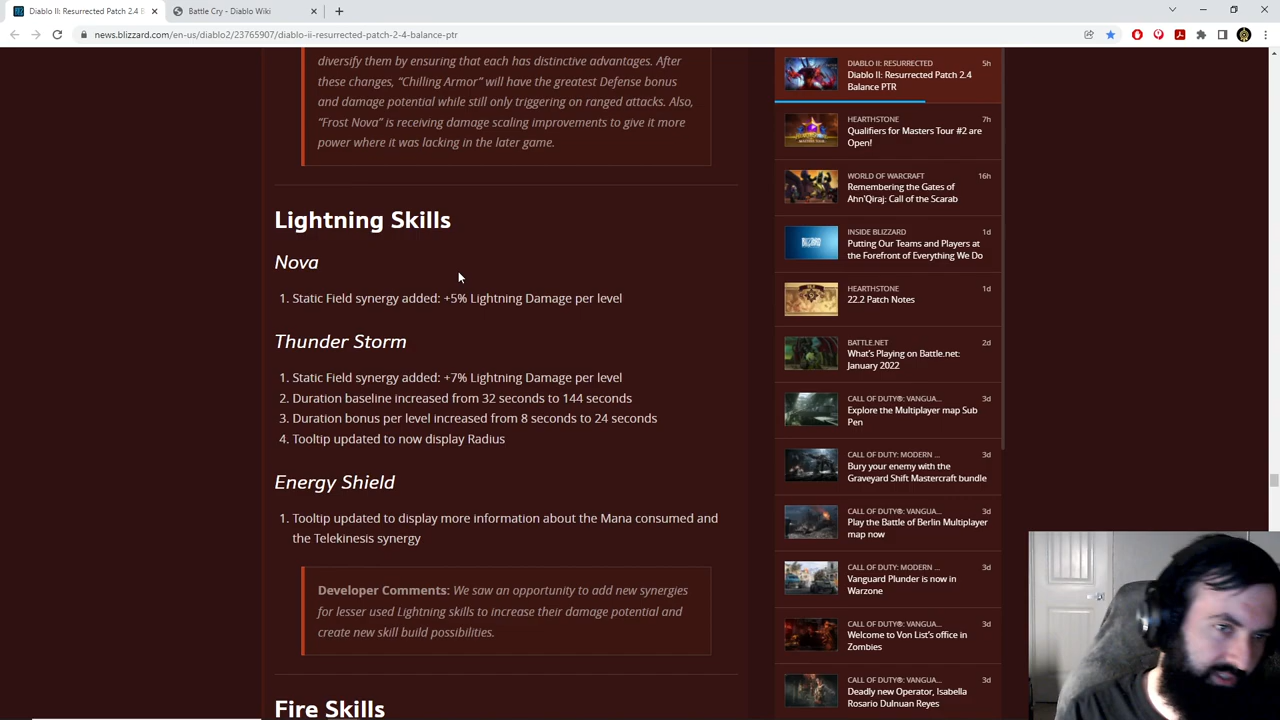 Diablo II: Resurrected Patch 2.4 B
Battle Cry - Diablo Wiki
news.blizzard.com/en-us/diablo2/23765907/diablo-ii-resurrected-patch-2-4-balance-ptr
diversify them by ensuring that each has distinctive advantages. After
these changes, “Chilling Armor” will have the greatest Defense bonus
and damage potential while still only triggering on ranged attacks. Also,
“Frost Nova” is receiving damage scaling improvements to give it more
power where it was lacking in the later game.
Lightning Skills
Nova
1. Static Field synergy added: +5% Lightning Damage per level
Thunder Storm
1. Static Field synergy added: +7% Lightning Damage per level
2. Duration baseline increased from 32 seconds to 144 seconds
3. Duration bonus per level increased from 8 seconds to 24 seconds
4. Tooltip updated to now display Radius
Energy Shield
1. Tooltip updated to display more information about the Mana consumed and
the Telekinesis synergy
Developer Comments: We saw an opportunity to add new synergies
for lesser used Lightning skills to increase their damage potential and
create new skill build possibilities.
Fire Skills
DIABLO II: RESURRECTED 5h
Diablo II: Resurrected Patch 2.4
Balance PTR
HEARTHSTONE 7h
Qualifiers for Masters Tour #2 are
Open!
WORLD OF WARCRAFT 16h
Remembering the Gates of
Ahn'Qiraj: Call of the Scarab
INSIDE BLIZZARD 1d
Putting Our Teams and Players at
the Forefront of Everything We Do
HEARTHSTONE 1d
22.2 Patch Notes
BATTLE.NET 2d
What's Playing on Battle.net:
January 2022
CALL OF DUTY®: VANGUA... 3d
Explore the Multiplayer map Sub
Pen
CALL OF DUTY: MODERN ... 3d
Bury your enemy with the
Graveyard Shift Mastercraft bundle
CALL OF DUTY®: VANGUA... 3d
Play the Battle of Berlin Multiplayer
map now
CALL OF DUTY: MODERN ... 3d
Vanguard Plunder is now in
Warzone
CALL OF DUTY®: VANGUA... 3d
Welcome to Von List's office in
Zombies
CALL OF DUTY®: VANGUA... 3d
Deadly new Operator, Isabella
Rosario Dulnuan Reyes